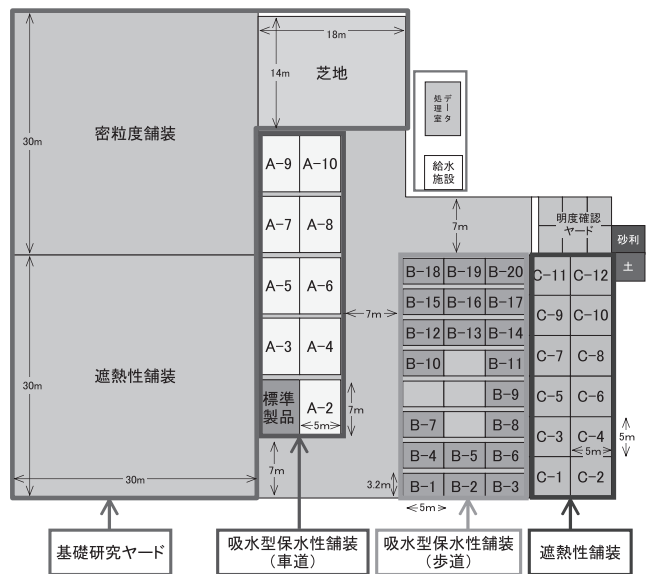 18m
14m
芝地
密粒度舗装
30m
データ
処理室
給水
施設
A-9 A-10
A-7 A-8
A-5 A-6
A-3 A-4
標準
製品
A-2
5m
7m
7m
7m
7m
明度確認
ヤード
砂利
土
B-18 B-19 B-20
B-15 B-16 B-17
B-12 B-13 B-14
B-10 B-11
B-9
B-7 B-8
B-4 B-5 B-6
B-1 B-2 B-3
3.2m
5m
C-11 C-12
C-9 C-10
C-7 C-8
C-5 C-6
C-3 C-4
C-1 C-2
5m
5m
遮熱性舗装
30m
30m
基礎研究ヤード
吸水型保水性舗装
(車道)
吸水型保水性舗装
(歩道)
遮熱性舗装